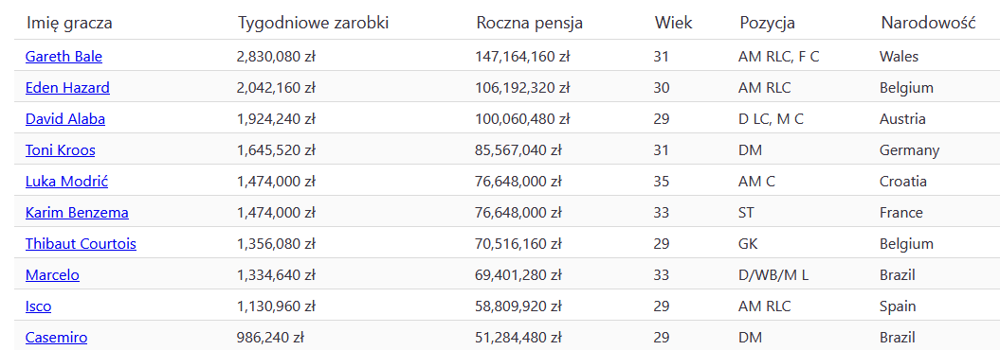 Imię gracza Tygodniowe zarobki Roczna pensja Wiek Pozycja Narodowość
Gareth Bale 2,830,080 zł 147,164,160 zł 31 AM RLC, F C Wales
Eden Hazard 2,042,160 zł 106,192,320 zł 30 AM RLC Belgium
David Alaba 1,924,240 zł 100,060,480 zł 29 D LC, M C Austria
Toni Kroos 1,645,520 zł 85,567,040 zł 31 DM Germany
Luka Modrić 1,474,000 zł 76,648,000 zł 35 AM C Croatia
Karim Benzema 1,474,000 zł 76,648,000 zł 33 ST France
Thibaut Courtois 1,356,080 zł 70,516,160 zł 29 GK Belgium
Marcelo 1,334,640 zł 69,401,280 zł 33 D/WB/M L Brazil
Isco 1,130,960 zł 58,809,920 zł 29 AM RLC Spain
Casemiro 986,240 zł 51,284,480 zł 29 DM Brazil